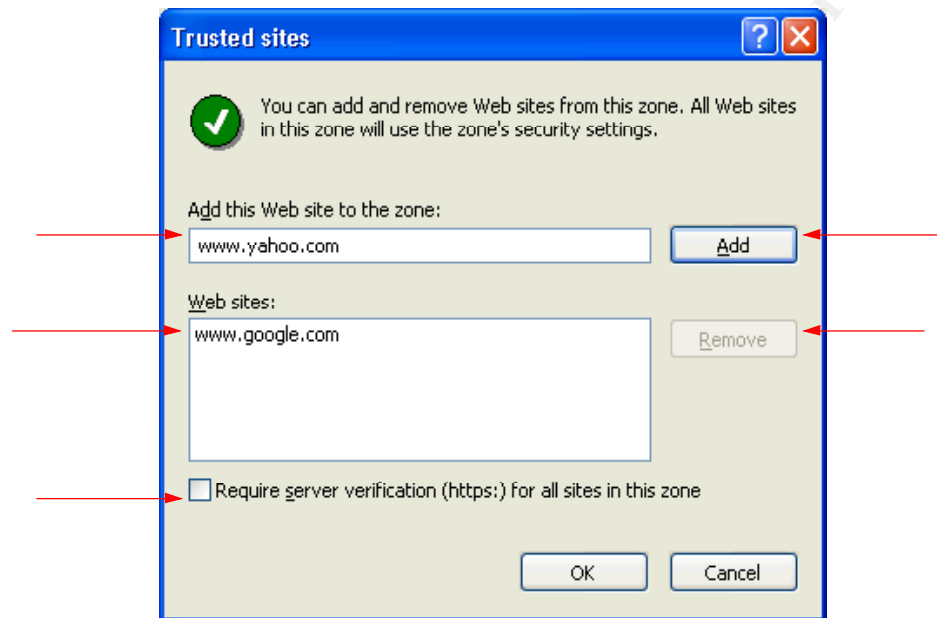 Trusted sites
You can add and remove Web sites from this zone. All Web sites
in this zone will use the zone's security settings.
Add this Web site to the zone:
www.yahoo.com
Add
Web sites:
www.google.com
Remove
Require server verification (https:) for all sites in this zone
OK
Cancel